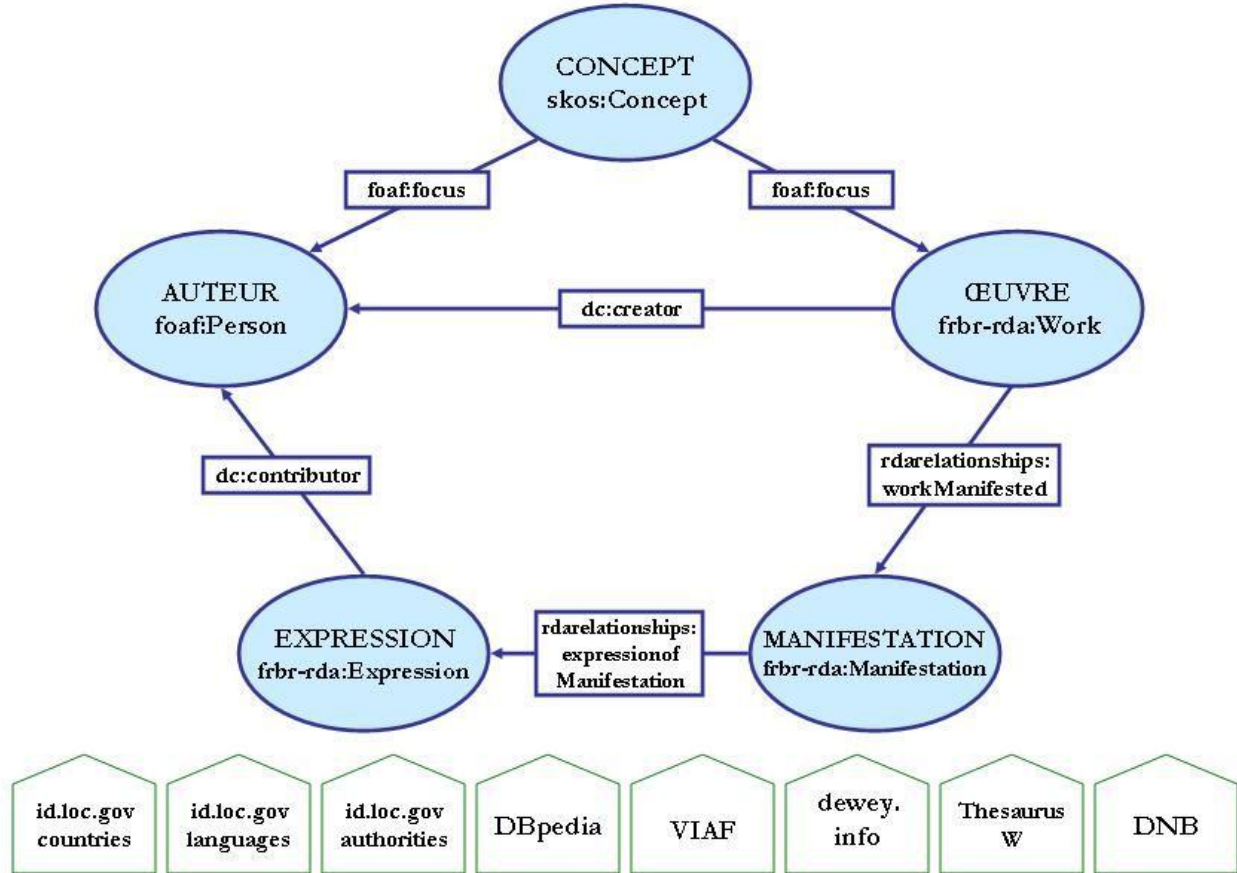 CONCEPT
skos:Concept
foaf:focus
foaf:focus
AUTEUR
foaf:Person
dc:creator
ŒUVRE
frbr-rda:Work
dc:contributor
rdarelationships:
workManifested
EXPRESSION
frbr-rda:Expression
rdarelationships:
expressionof
Manifestation
MANIFESTATION
frbr-rda:Manifestation
id.loc.gov
countries
id.loc.gov
languages
id.loc.gov
authorities
DBpedia
VIAF
dewey.
info
Thesaurus
W
DNB